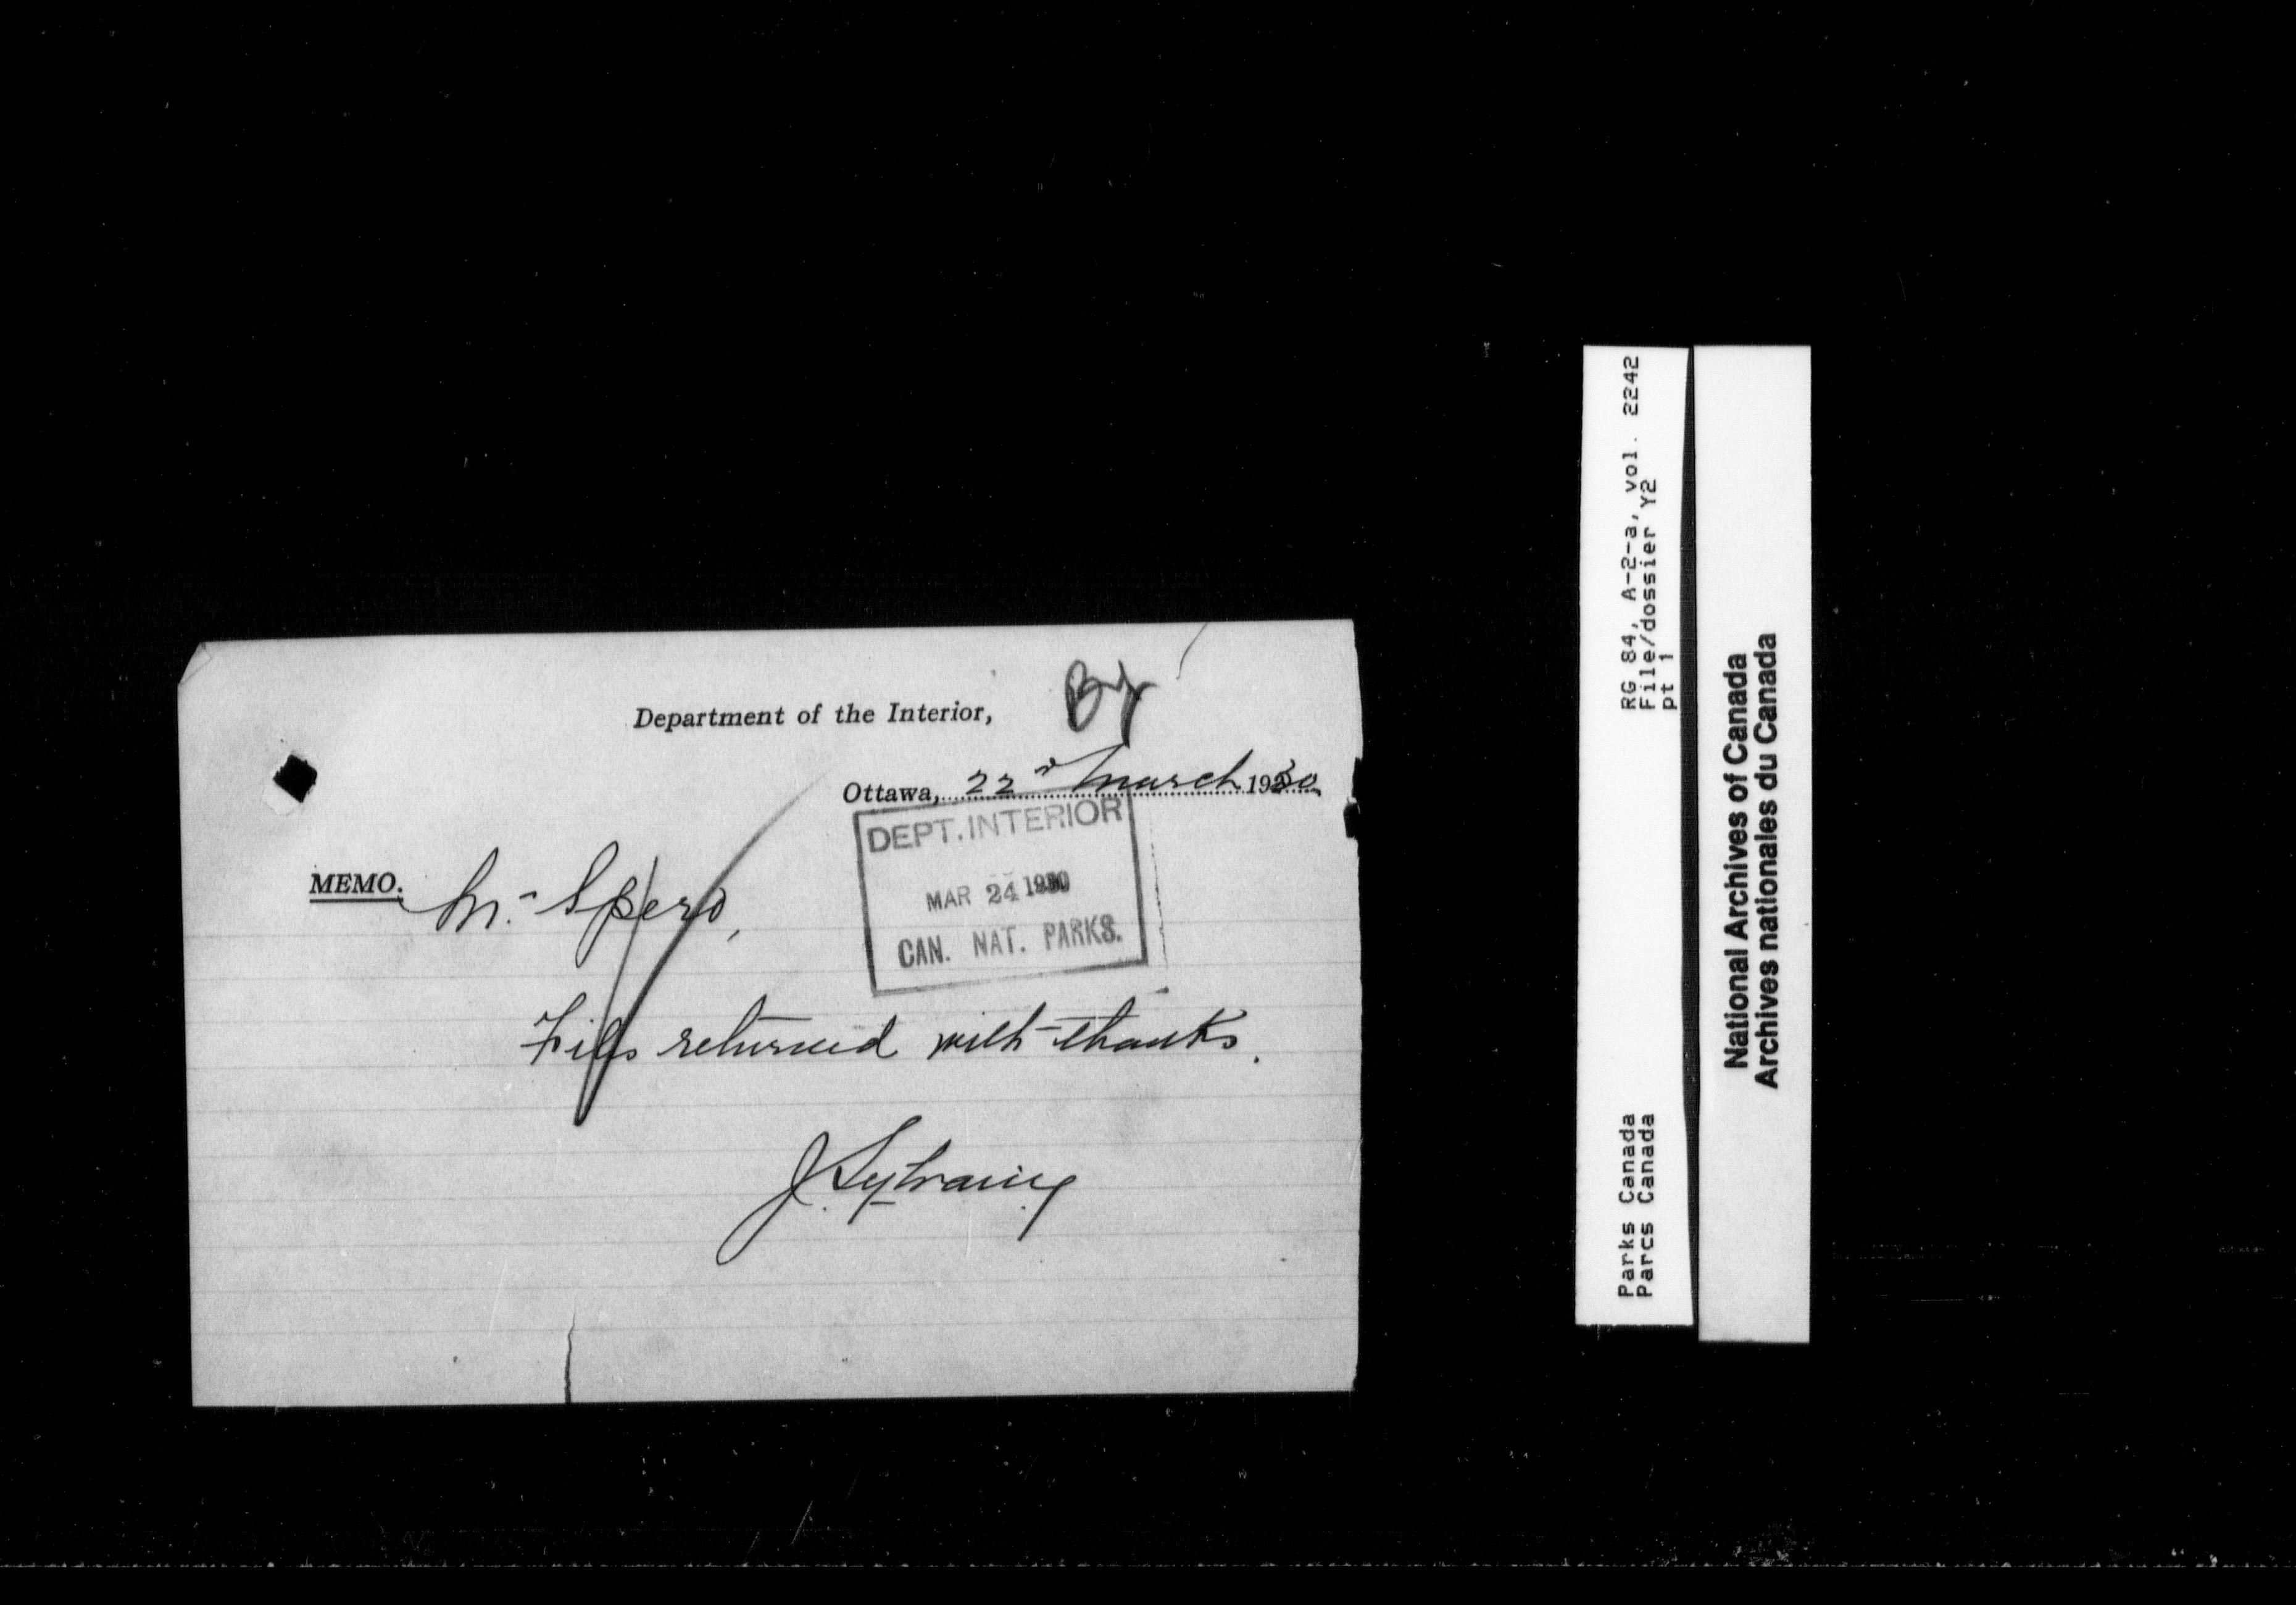 Department of the Interior,
Ottawa, 22nd March 1930
DEPT. INTERIOR
MAR 24 1930
CAN. NAT. PARKS.
MEMO. Mr Spero,
Files returned with thanks.
J.
RG 84, A-2-a, vol. 2242
File/dossier Y2
pt 1
Parks Canada
Parcs Canada
National Archives of Canada
Archives nationales du Canada